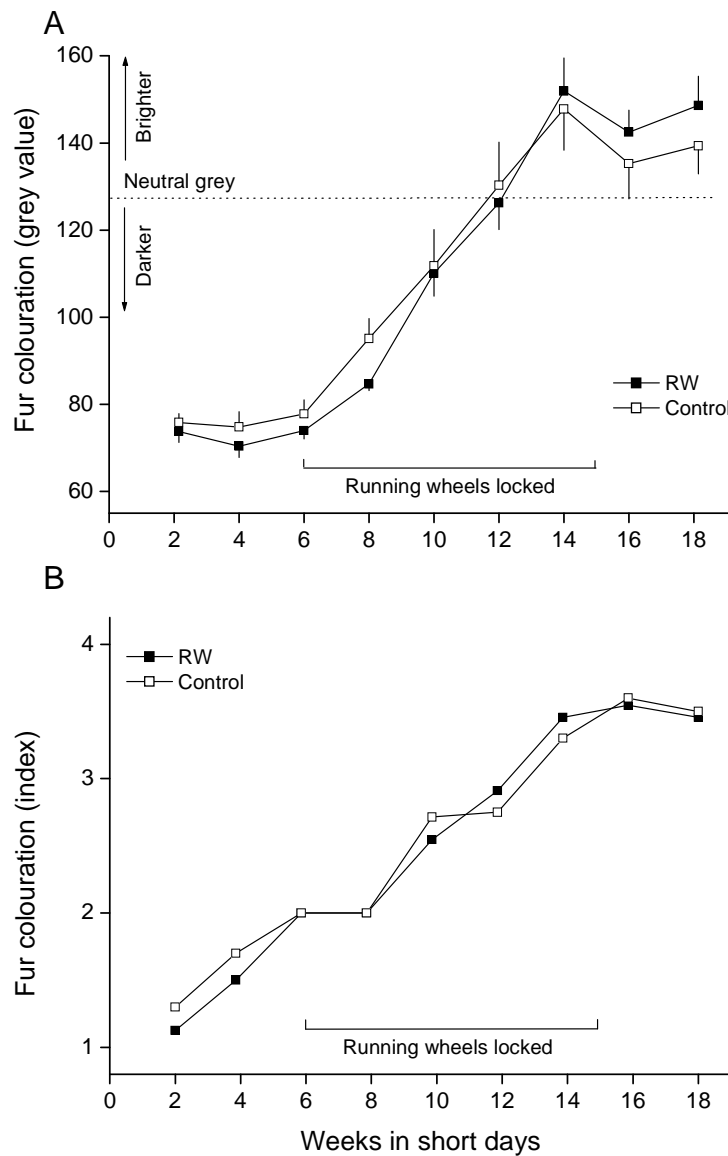 A
160
140
120
100
80
60
Fur colouration (grey value)
Brighter
Neutral grey
Darker
RW
Control
Running wheels locked
0 2 4 6 8 10 12 14 16 18
B
4
3
2
1
Fur colouration (index)
RW
Control
Running wheels locked
0 2 4 6 8 10 12 14 16 18
Weeks in short days